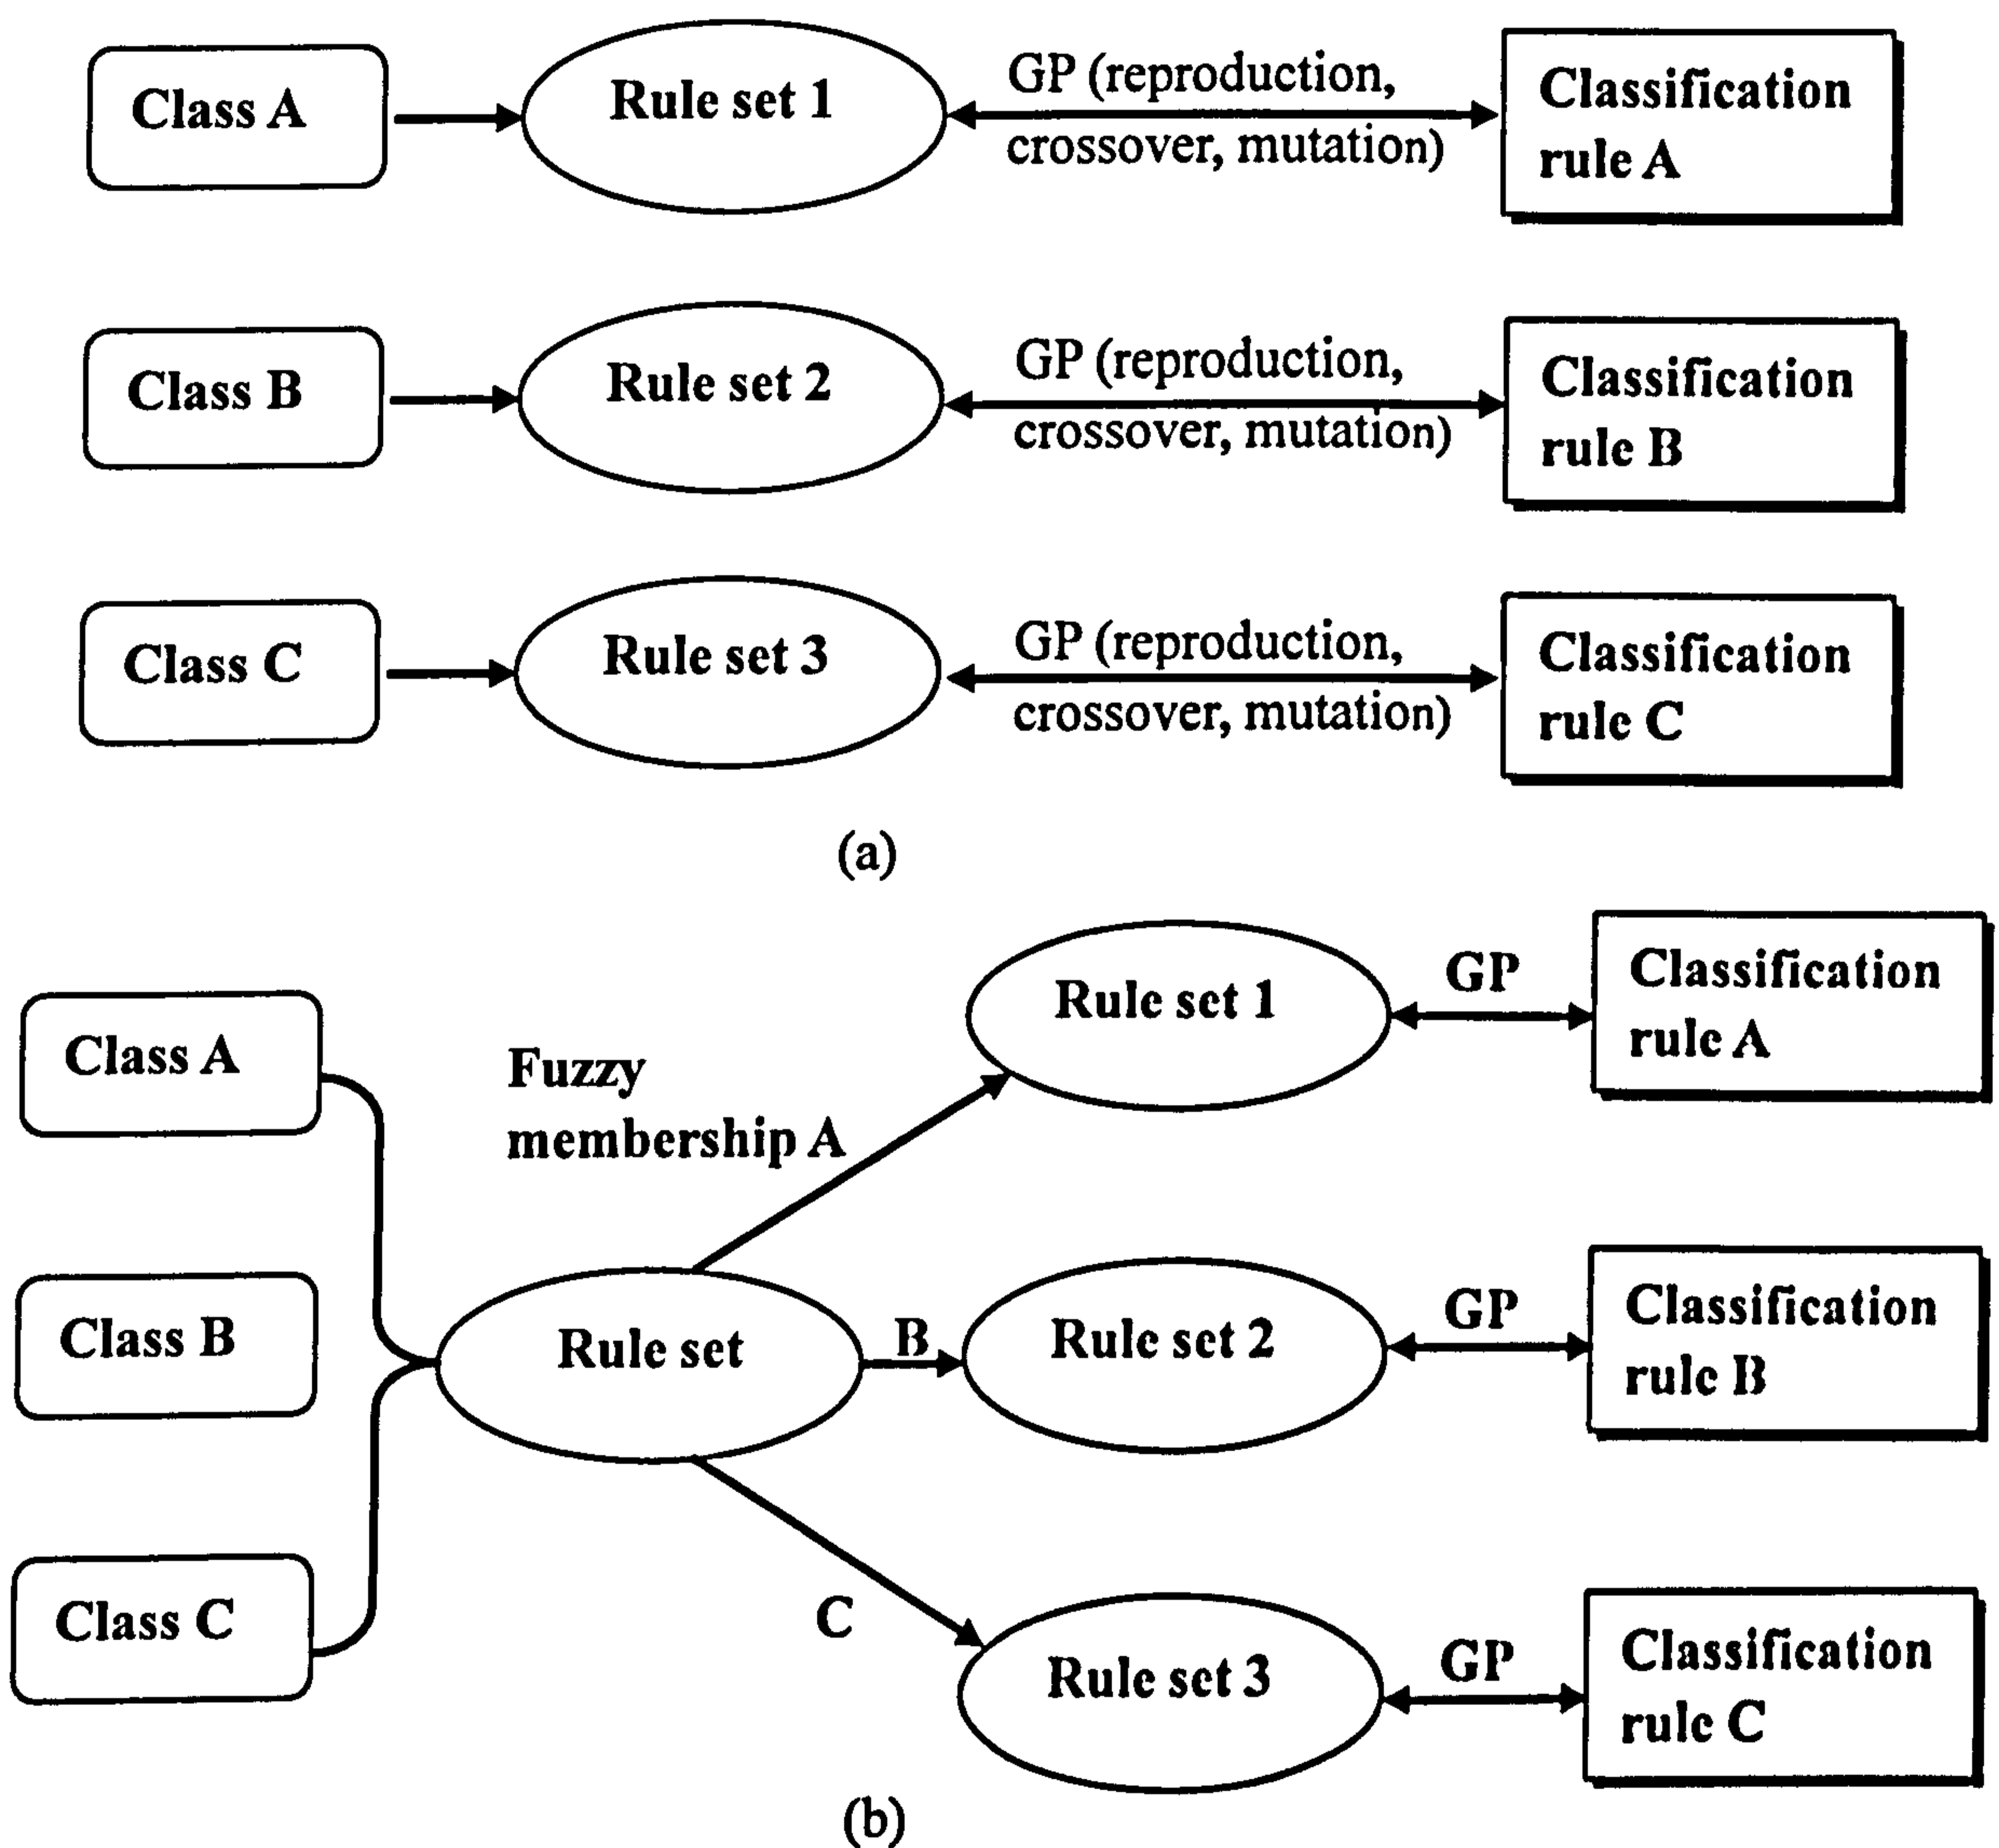 Class A
Rule set 1
GP (reproduction,
crossover, mutation)
Classification
rule A
Class B
Rule set 2
GP (reproduction,
crossover, mutation)
Classification
rule B
Class C
Rule set 3
GP (reproduction,
crossover, mutation)
Classification
rule C
(a)
Class A
Class B
Class C
Rule set
Fuzzy
membership A
Rule set 1
GP
Classification
rule A
B
Rule set 2
GP
Classification
rule B
C
Rule set 3
GP
Classification
rule C
(b)